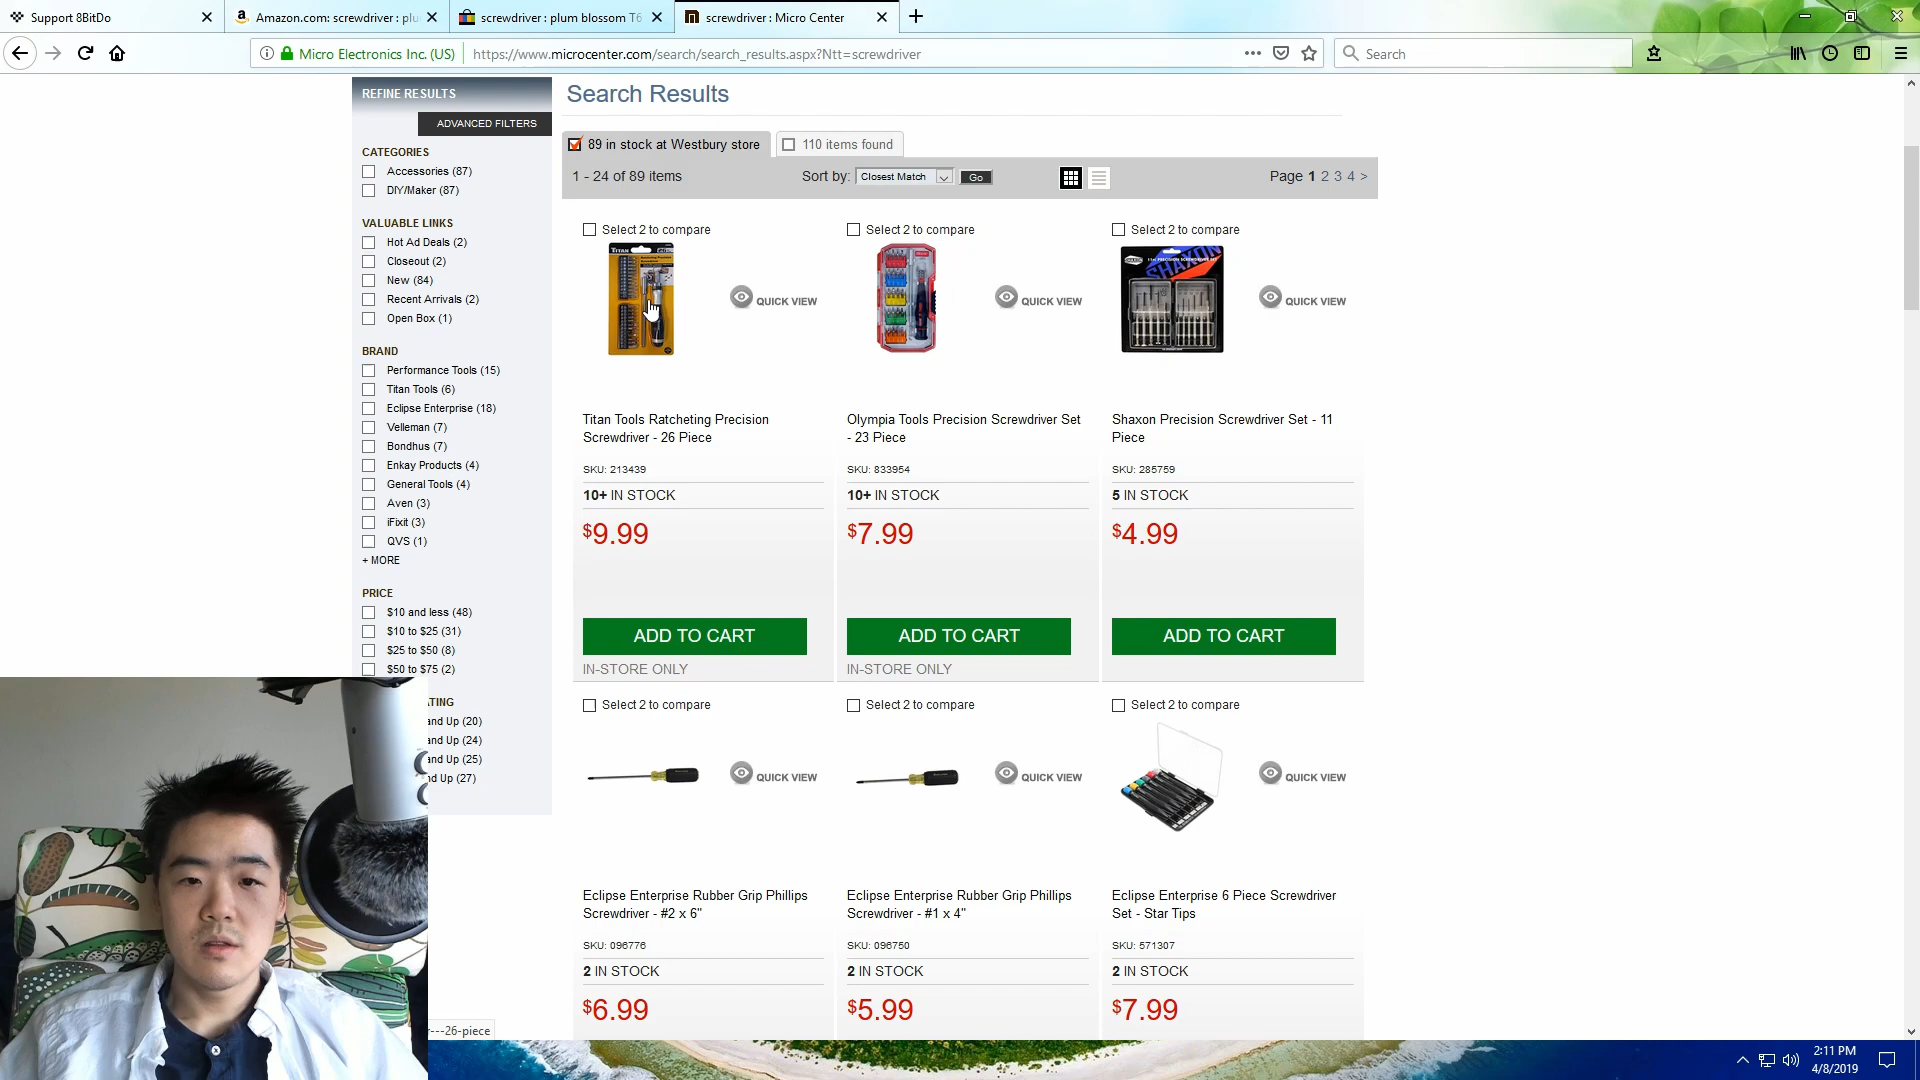 Support 8BitDo
Amazon.com: screwdriver : plu
screwdriver : plum blossom T6
screwdriver : Micro Center
Micro Electronics Inc. (US)
https://www.microcenter.com/search/search_results.aspx?Ntt=screwdriver
Search
REFINE RESULTS
ADVANCED FILTERS
CATEGORIES
Accessories (87)
DIY/Maker (87)
VALUABLE LINKS
Hot Ad Deals (2)
Closeout (2)
New (84)
Recent Arrivals (2)
Open Box (1)
BRAND
Performance Tools (15)
Titan Tools (6)
Eclipse Enterprise (18)
Velleman (7)
Bondhus (7)
Enkay Products (4)
General Tools (4)
Aven (3)
iFixit (3)
QVS (1)
+ MORE
PRICE
$10 and less (48)
$10 to $25 (31)
$25 to $50 (8)
$50 to $75 (2)
ATING
and Up (20)
and Up (24)
and Up (25)
nd Up (27)
Search Results
89 in stock at Westbury store
110 items found
1 - 24 of 89 items
Sort by:
Closest Match
Go
Page 1 2 3 4 >
Select 2 to compare
Select 2 to compare
Select 2 to compare
TITAN
SHAXON
SHAXON
QUICK VIEW
QUICK VIEW
QUICK VIEW
Titan Tools Ratcheting Precision
Screwdriver - 26 Piece
SKU: 213439
10+ IN STOCK
$9.99
ADD TO CART
IN-STORE ONLY
Olympia Tools Precision Screwdriver Set
- 23 Piece
SKU: 833954
10+ IN STOCK
$7.99
ADD TO CART
IN-STORE ONLY
Shaxon Precision Screwdriver Set - 11
Piece
SKU: 285759
5 IN STOCK
$4.99
ADD TO CART
Select 2 to compare
Select 2 to compare
Select 2 to compare
QUICK VIEW
QUICK VIEW
QUICK VIEW
Eclipse Enterprise Rubber Grip Phillips
Screwdriver - #2 x 6"
SKU: 096776
2 IN STOCK
$6.99
Eclipse Enterprise Rubber Grip Phillips
Screwdriver - #1 x 4"
SKU: 096750
2 IN STOCK
$5.99
Eclipse Enterprise 6 Piece Screwdriver
Set - Star Tips
SKU: 571307
2 IN STOCK
$7.99
---26-piece
2:11 PM
4/8/2019